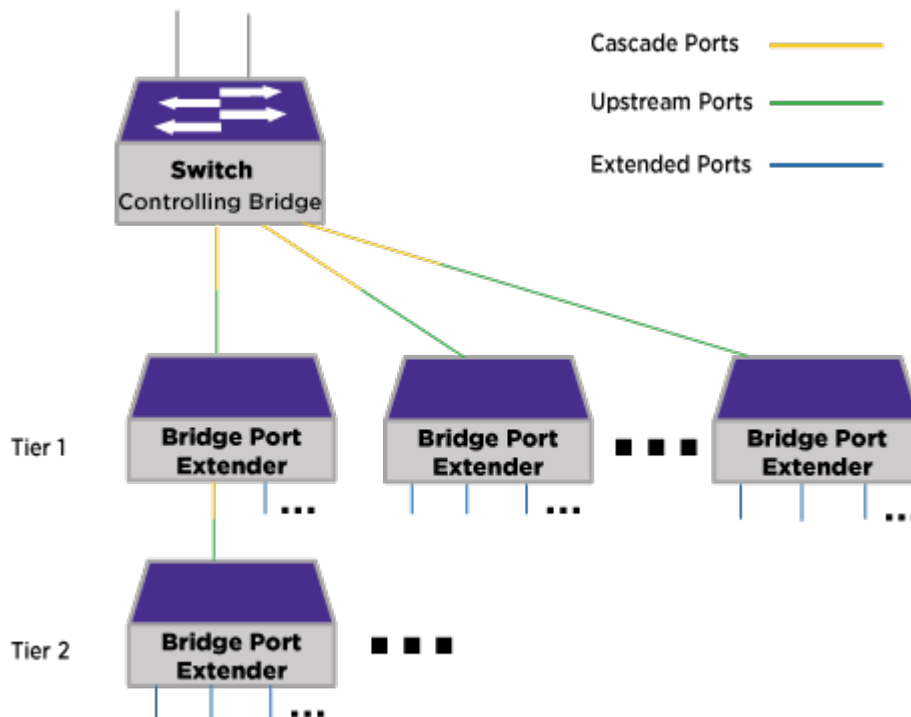 Cascade Ports
Upstream Ports
Extended Ports
Switch
Controlling Bridge
Tier 1
Bridge Port
Extender
...
Bridge Port
Extender
...
Bridge Port
Extender
...
Tier 2
Bridge Port
Extender
...